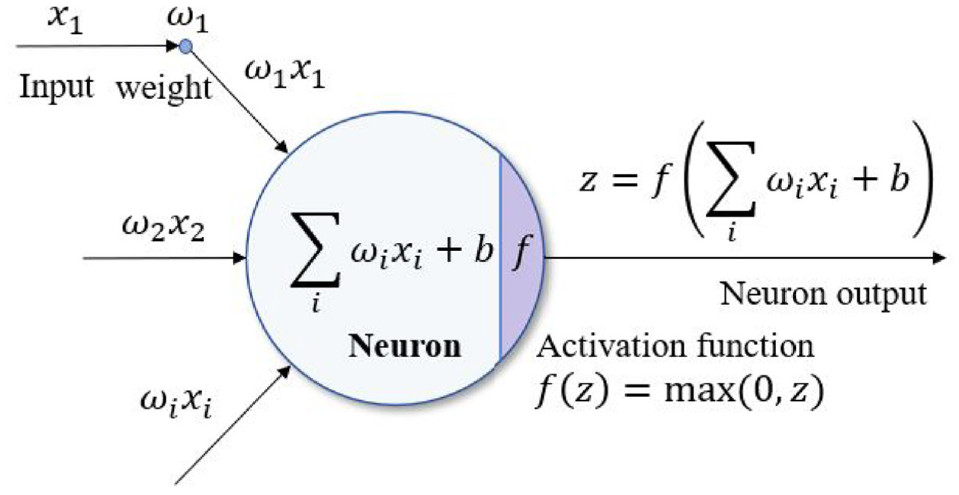 x₁ ω₁
Input weight
ω₁x₁
z = f(∑ᵢ ωᵢxᵢ + b)
ω₂x₂
∑ᵢ ωᵢxᵢ + b f
Neuron output
Neuron
Activation function
f(z) = max(0, z)
ωᵢxᵢ